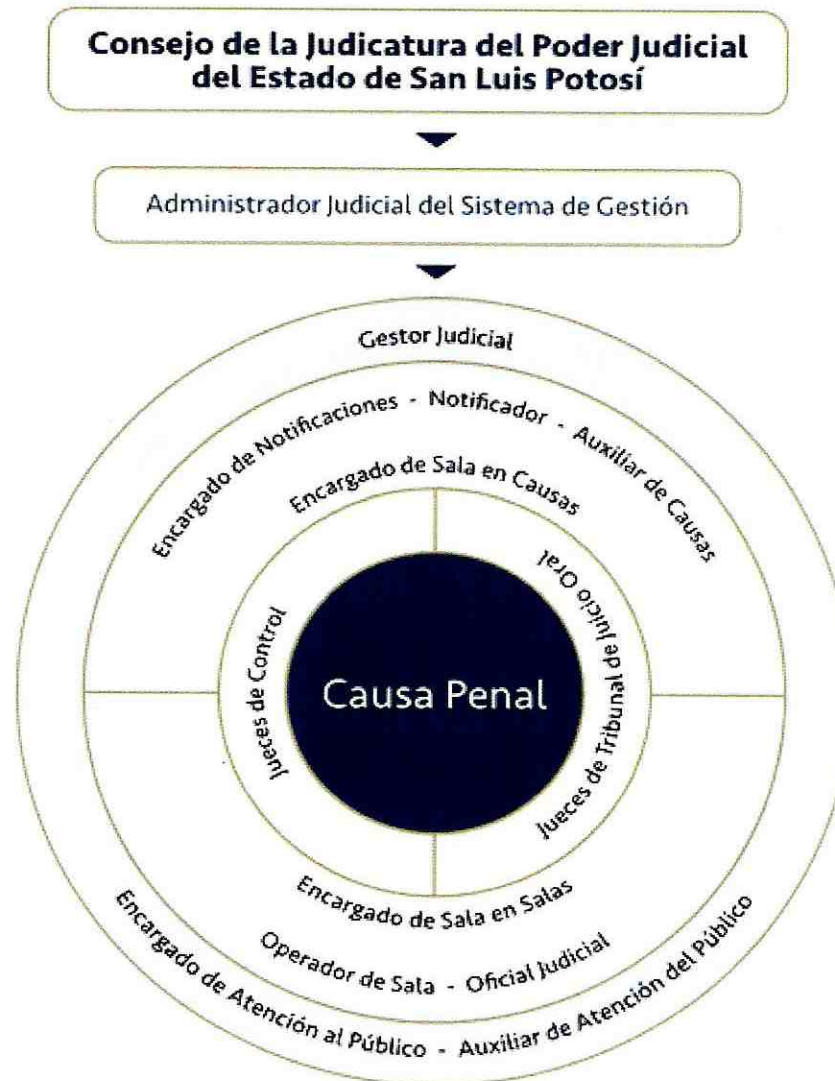 Consejo de la Judicatura del Poder Judicial
del Estado de San Luis Potosí
Administrador Judicial del Sistema de Gestión
Gestor Judicial
Encargado de Notificaciones - Notificador - Auxiliar de Causas
Encargado de Sala en Causas
Jueces de Control
Causa Penal
Jueces de Tribunal de Juicio Oral
Encargado de Sala en Salas
Operador de Sala - Oficial Judicial
Encargado de Atención al Público - Auxiliar de Atención del Público